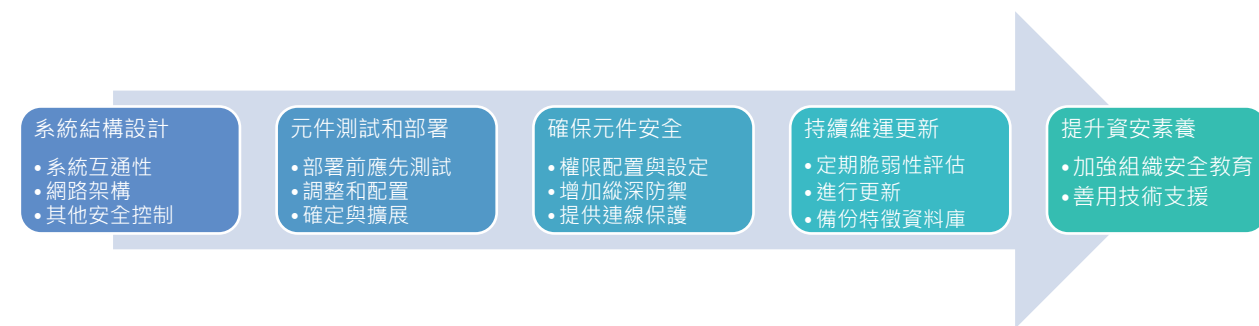 系統結構設計
•系統互通性
•網路架構
•其他安全控制
元件測試和部署
•部署前應先測試
•調整和配置
•確定與擴展
確保元件安全
•權限配置與設定
•增加縱深防禦
•提供連線保護
持續維運更新
•定期脆弱性評估
•進行更新
•備份特徵資料庫
提升資安素養
•加強組織安全教育
•善用技術支援